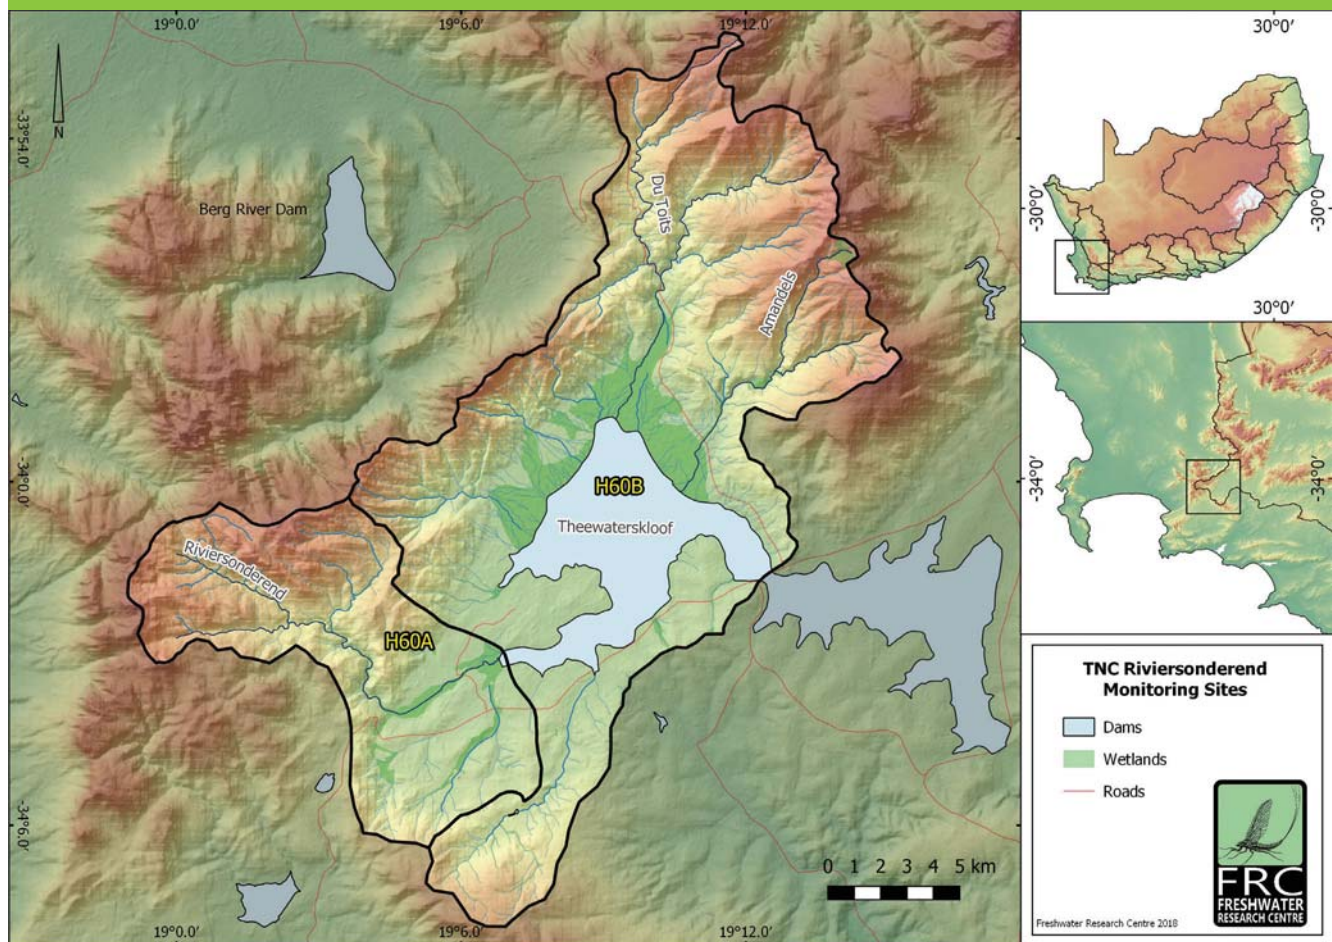 19°0.0'
19°6.0'
19°12.0'
N
-33°54.0'
-34°0.0'
-34°6.0'
Berg River Dam
Du Toits
Amandels
H60B
Theewaterskloof
Riviersonderend
H60A
0 1 2 3 4 5 km
19°0.0'
19°6.0'
19°12.0'
30°0'
-30°0'
-30°0'
30°0'
-34°0'
-34°0'
TNC Riviersonderend
Monitoring Sites
Dams
Wetlands
Roads
FRC
FRESHWATER
RESEARCH CENTRE
Freshwater Research Centre 2018